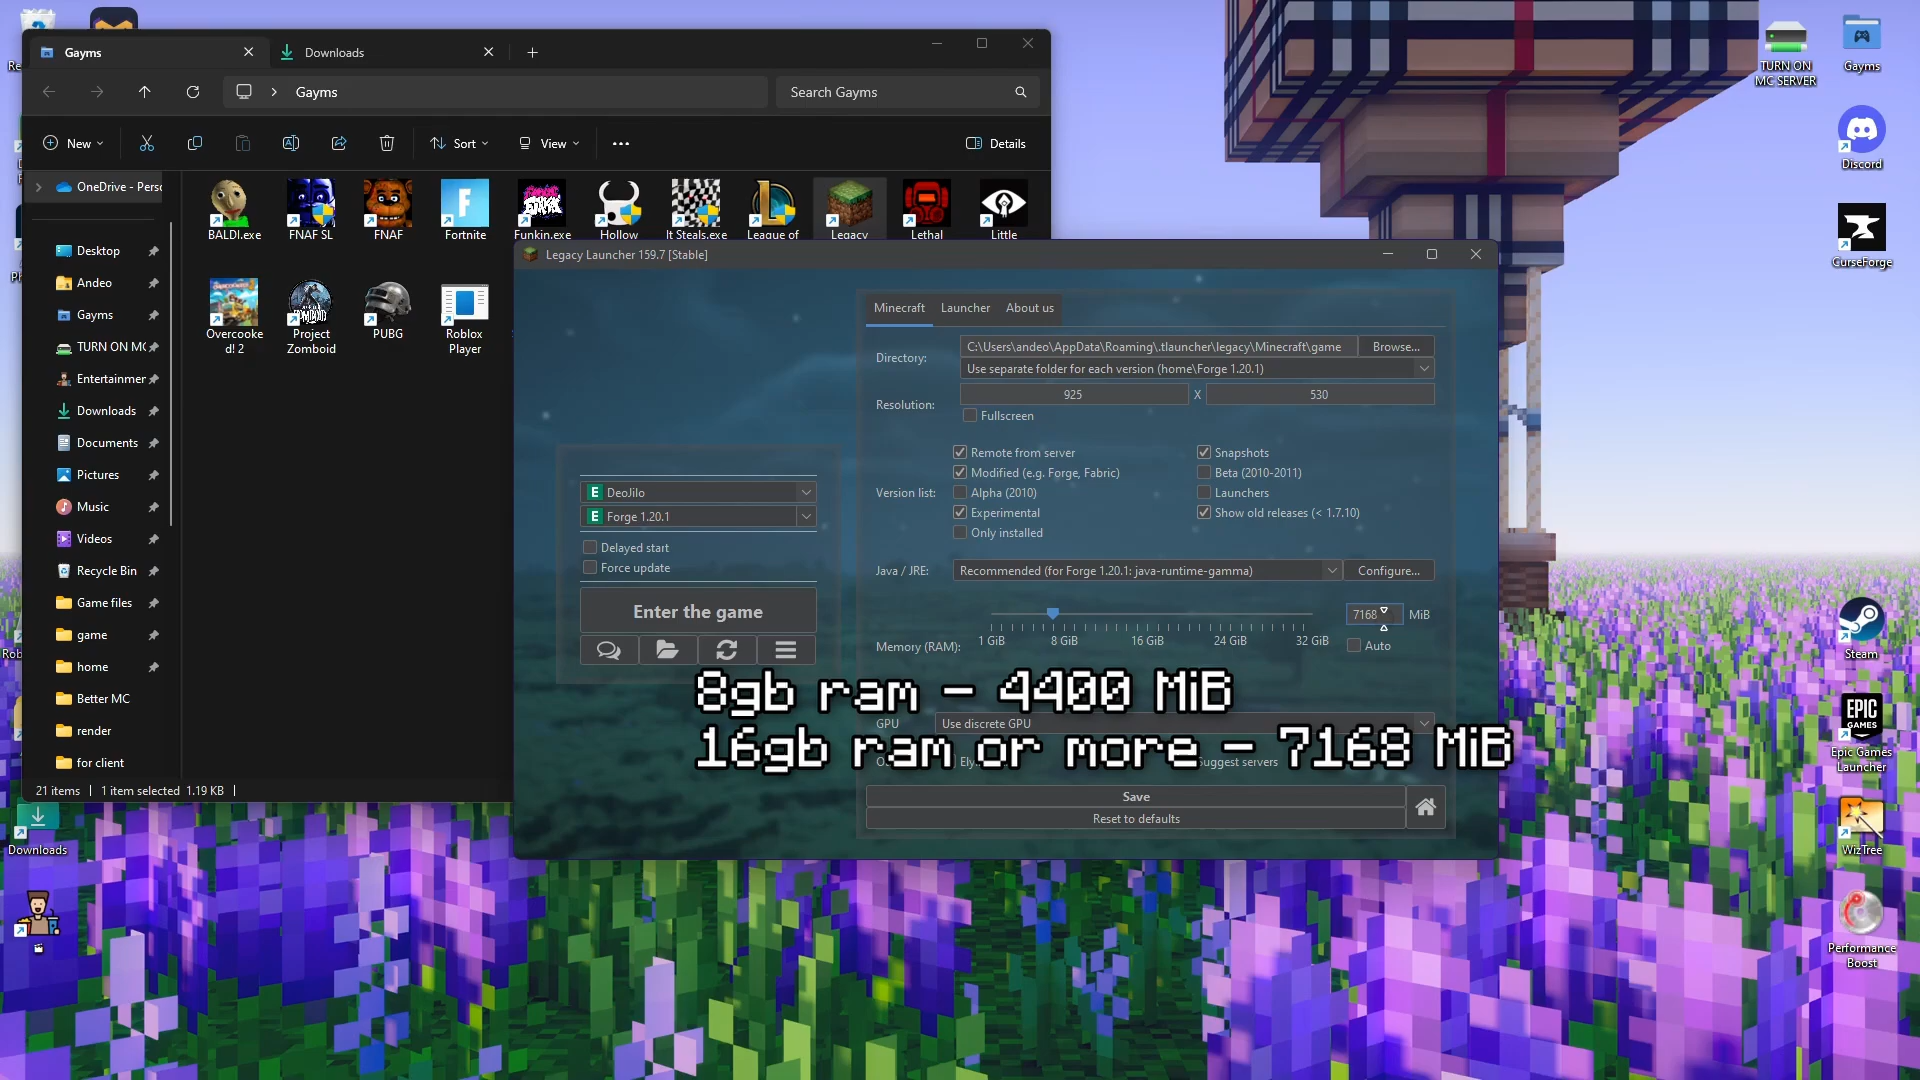 Gayms
Downloads
Gayms
Search Gayms
New
Sort
View
Details
OneDrive - Pers
Desktop
Andeo
Gayms
TURN ON MC
Entertainmen
Downloads
Documents
Pictures
Music
Videos
Recycle Bin
Game files
game
home
Better MC
render
for client
BALDI.exe
FNAF SL
FNAF
Fortnite
Funkin.exe
Hollow
It Steals.exe
League of
Legacy
Lethal
Little
Overcooke
d! 2
Project
Zomboid
PUBG
Roblox
Player
21 items
1 item selected 1.19 KB
Legacy Launcher 159.7 [Stable]
Minecraft
Launcher
About us
Directory:
C:\Users\andeo\AppData\Roaming\.tlauncher\legacy\Minecraft\game
Browse...
Use separate folder for each version (home\Forge 1.20.1)
Resolution:
925
X
530
Fullscreen
Version list:
Remote from server
Snapshots
Modified (e.g. Forge, Fabric)
Beta (2010-2011)
Alpha (2010)
Launchers
Experimental
Show old releases (< 1.7.10)
Only installed
Java / JRE:
Recommended (for Forge 1.20.1: java-runtime-gamma)
Configure...
Memory (RAM):
1 GiB
8 GiB
16 GiB
24 GiB
32 GiB
7168
MiB
Auto
GPU
Use discrete GPU
Suggest servers
Save
Reset to defaults
E DeoJilo
E Forge 1.20.1
Delayed start
Force update
Enter the game
8gb ram - 4400 MiB
16gb ram or more - 7168 MiB
TURN ON
MC SERVER
Gayms
Discord
CurseForge
Steam
EPIC
GAMES
Epic Games
Launcher
WizTree
Performance
Boost
Downloads